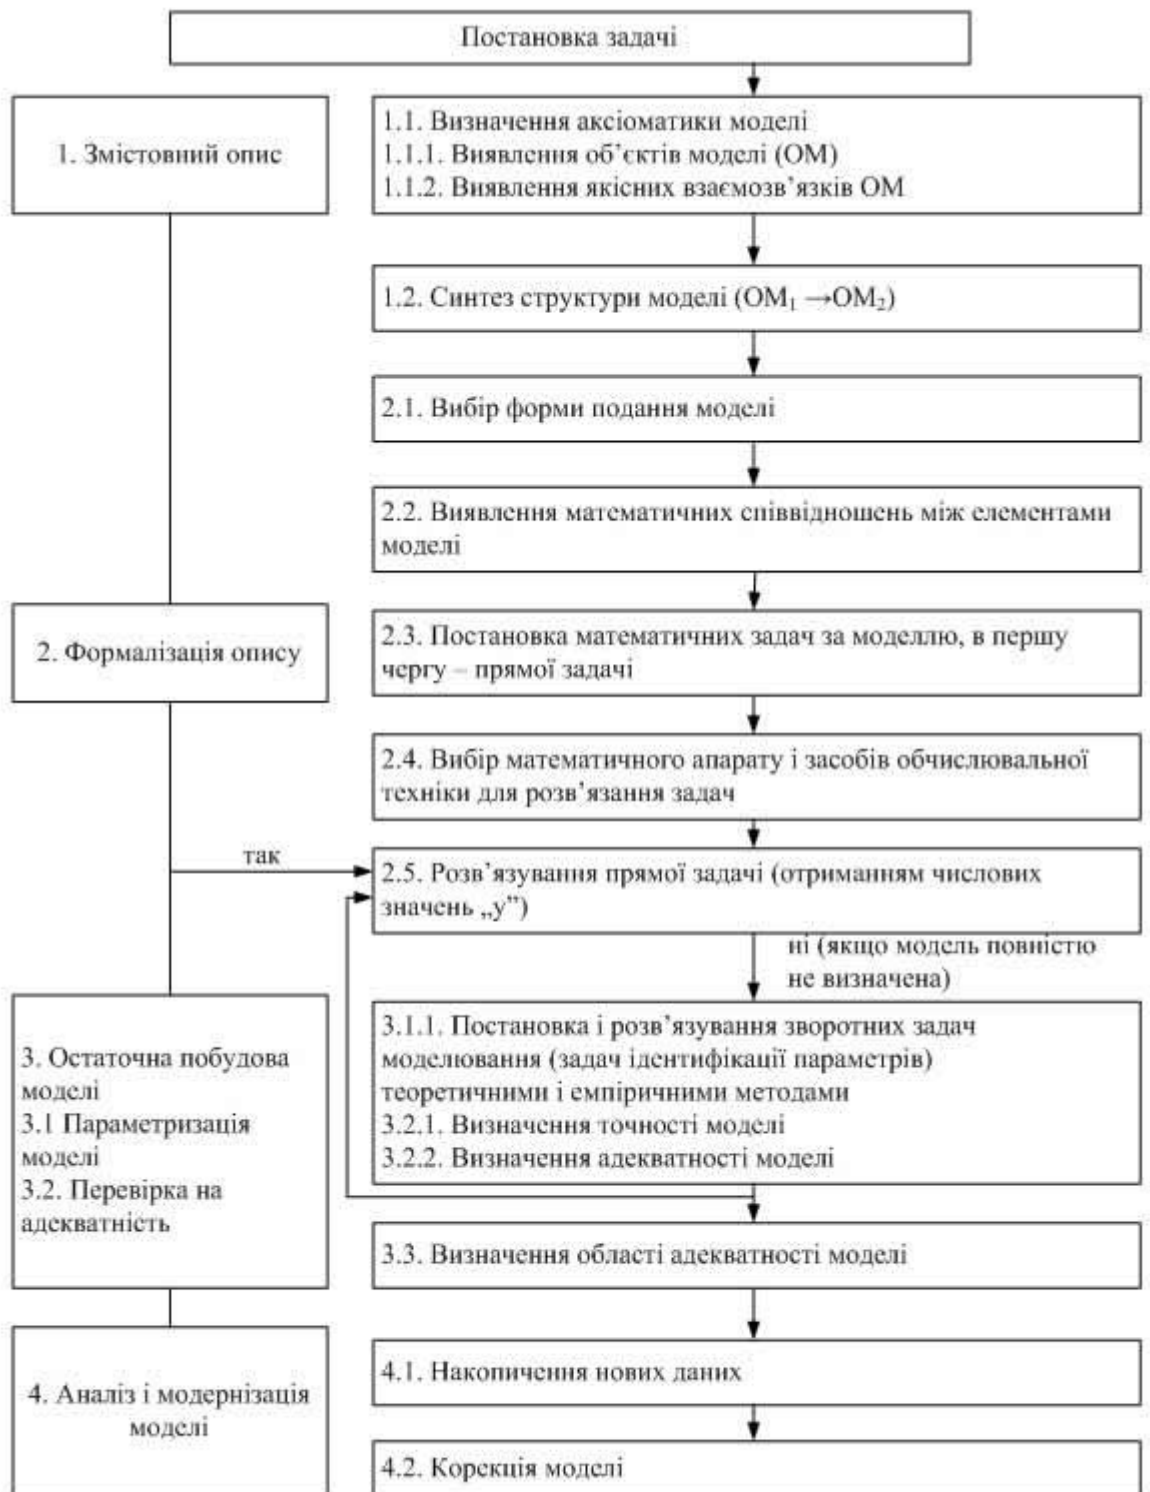 Постановка задачі
1. Змістовний опис
1.1. Визначення аксіоматики моделі
1.1.1. Виявлення об’єктів моделі (ОМ)
1.1.2. Виявлення якісних взаємозв’язків ОМ
1.2. Синтез структури моделі (ОМ₁ →ОМ₂)
2.1. Вибір форми подання моделі
2.2. Виявлення математичних співвідношень між елементами
моделі
2. Формалізація опису
2.3. Постановка математичних задач за моделлю, в першу
чергу – прямої задачі
2.4. Вибір математичного апарату і засобів обчислювальної
техніки для розв’язання задач
так
2.5. Розв’язування прямої задачі (отриманням числових
значень „у”)
ні (якщо модель повністю
не визначена)
3. Остаточна побудова
моделі
3.1 Параметризація
моделі
3.2. Перевірка на
адекватність
3.1.1. Постановка і розв’язування зворотних задач
моделювання (задач ідентифікації параметрів)
теоретичними і емпіричними методами
3.2.1. Визначення точності моделі
3.2.2. Визначення адекватності моделі
3.3. Визначення області адекватності моделі
4. Аналіз і модернізація
моделі
4.1. Накопичення нових даних
4.2. Корекція моделі